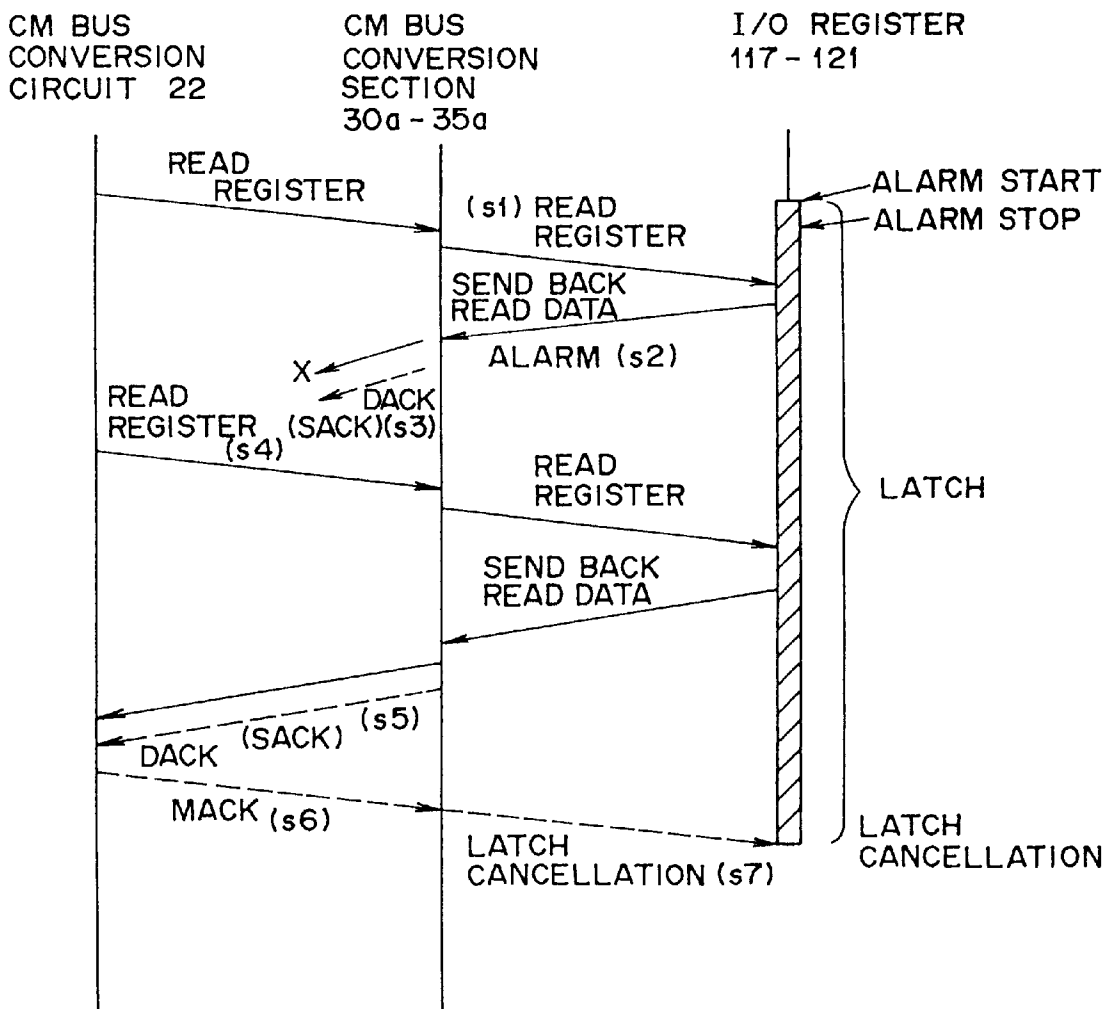 CM BUS
CONVERSION
CIRCUIT 22
CM BUS
CONVERSION
SECTION
30a - 35a
I/O REGISTER
117 - 121
READ
REGISTER
ALARM START
(s1) READ
REGISTER
ALARM STOP
SEND BACK
READ DATA
ALARM (s2)
X
DACK
(SACK)(s3)
READ
REGISTER
(s4)
READ
REGISTER
LATCH
SEND BACK
READ DATA
(s5)
(SACK)
DACK
MACK (s6)
LATCH
CANCELLATION (s7)
LATCH
CANCELLATION